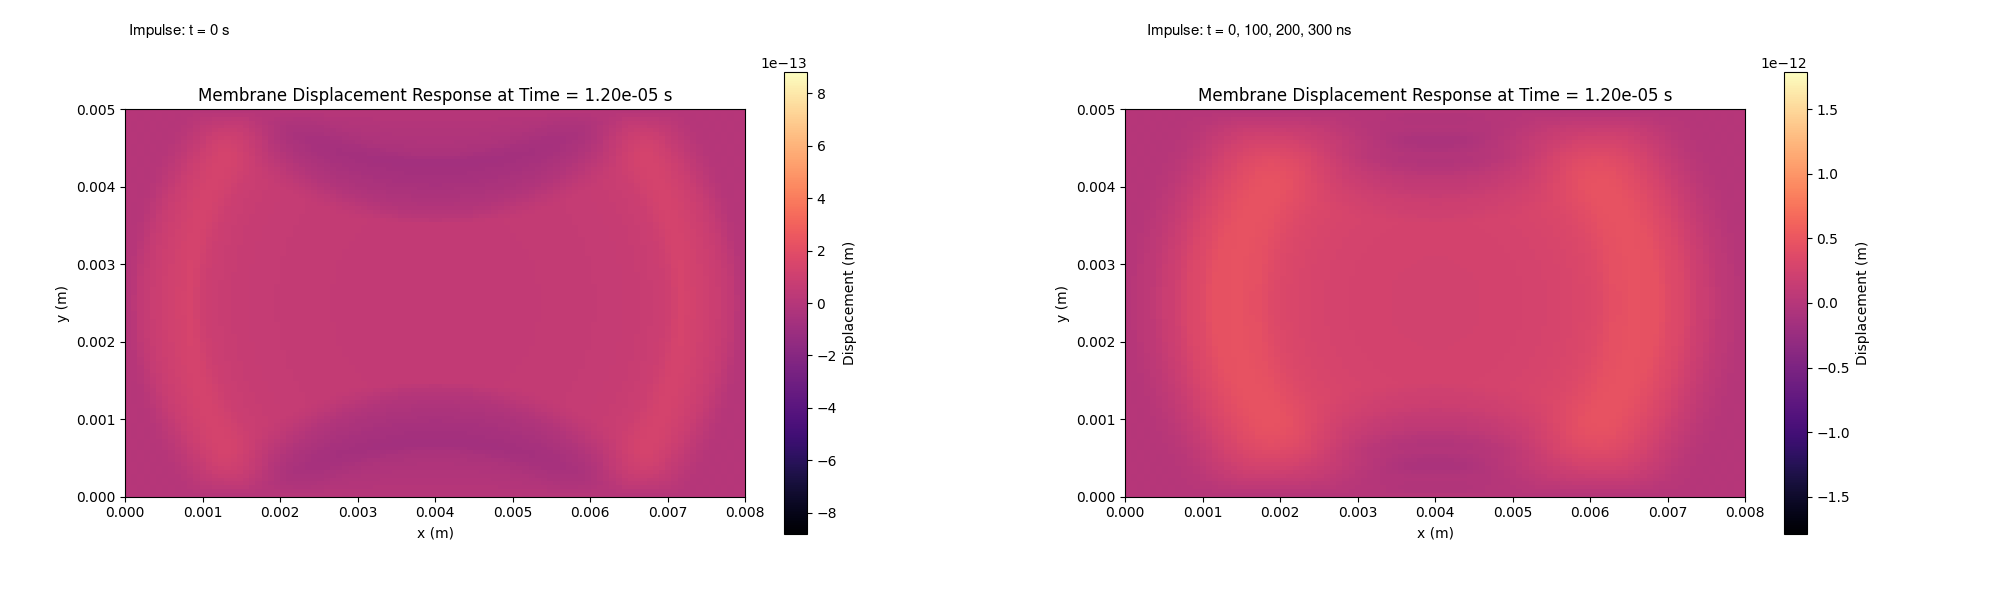 Impulse: t = 0 s
1e−13
Membrane Displacement Response at Time = 1.20e-05 s
0.005
0.004
0.003
0.002
0.001
0.000
y (m)
0.000 0.001 0.002 0.003 0.004 0.005 0.006 0.007 0.008
x (m)
8
6
4
2
0
−2
−4
−6
−8
Displacement (m)
Impulse: t = 0, 100, 200, 300 ns
1e−12
Membrane Displacement Response at Time = 1.20e-05 s
0.005
0.004
0.003
0.002
0.001
0.000
y (m)
0.000 0.001 0.002 0.003 0.004 0.005 0.006 0.007 0.008
x (m)
1.5
1.0
0.5
0.0
−0.5
−1.0
−1.5
Displacement (m)